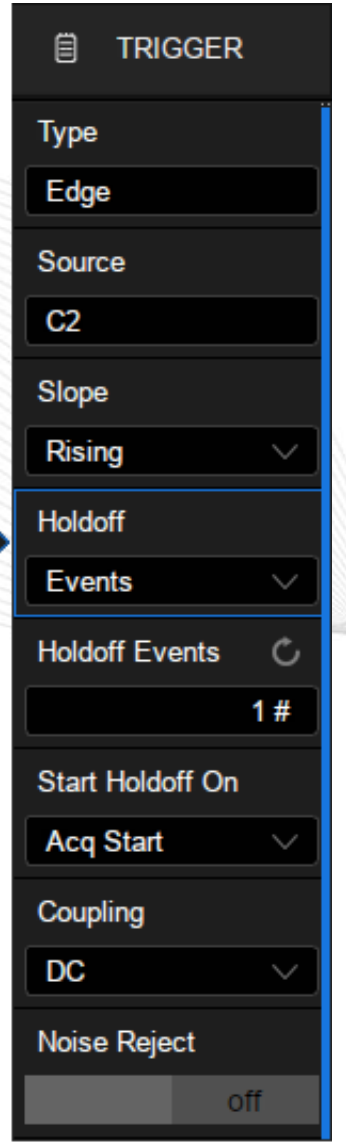 TRIGGER
Type
Edge
Source
C2
Slope
Rising
Holdoff
Events
Holdoff Events
1 #
Start Holdoff On
Acq Start
Coupling
DC
Noise Reject
off